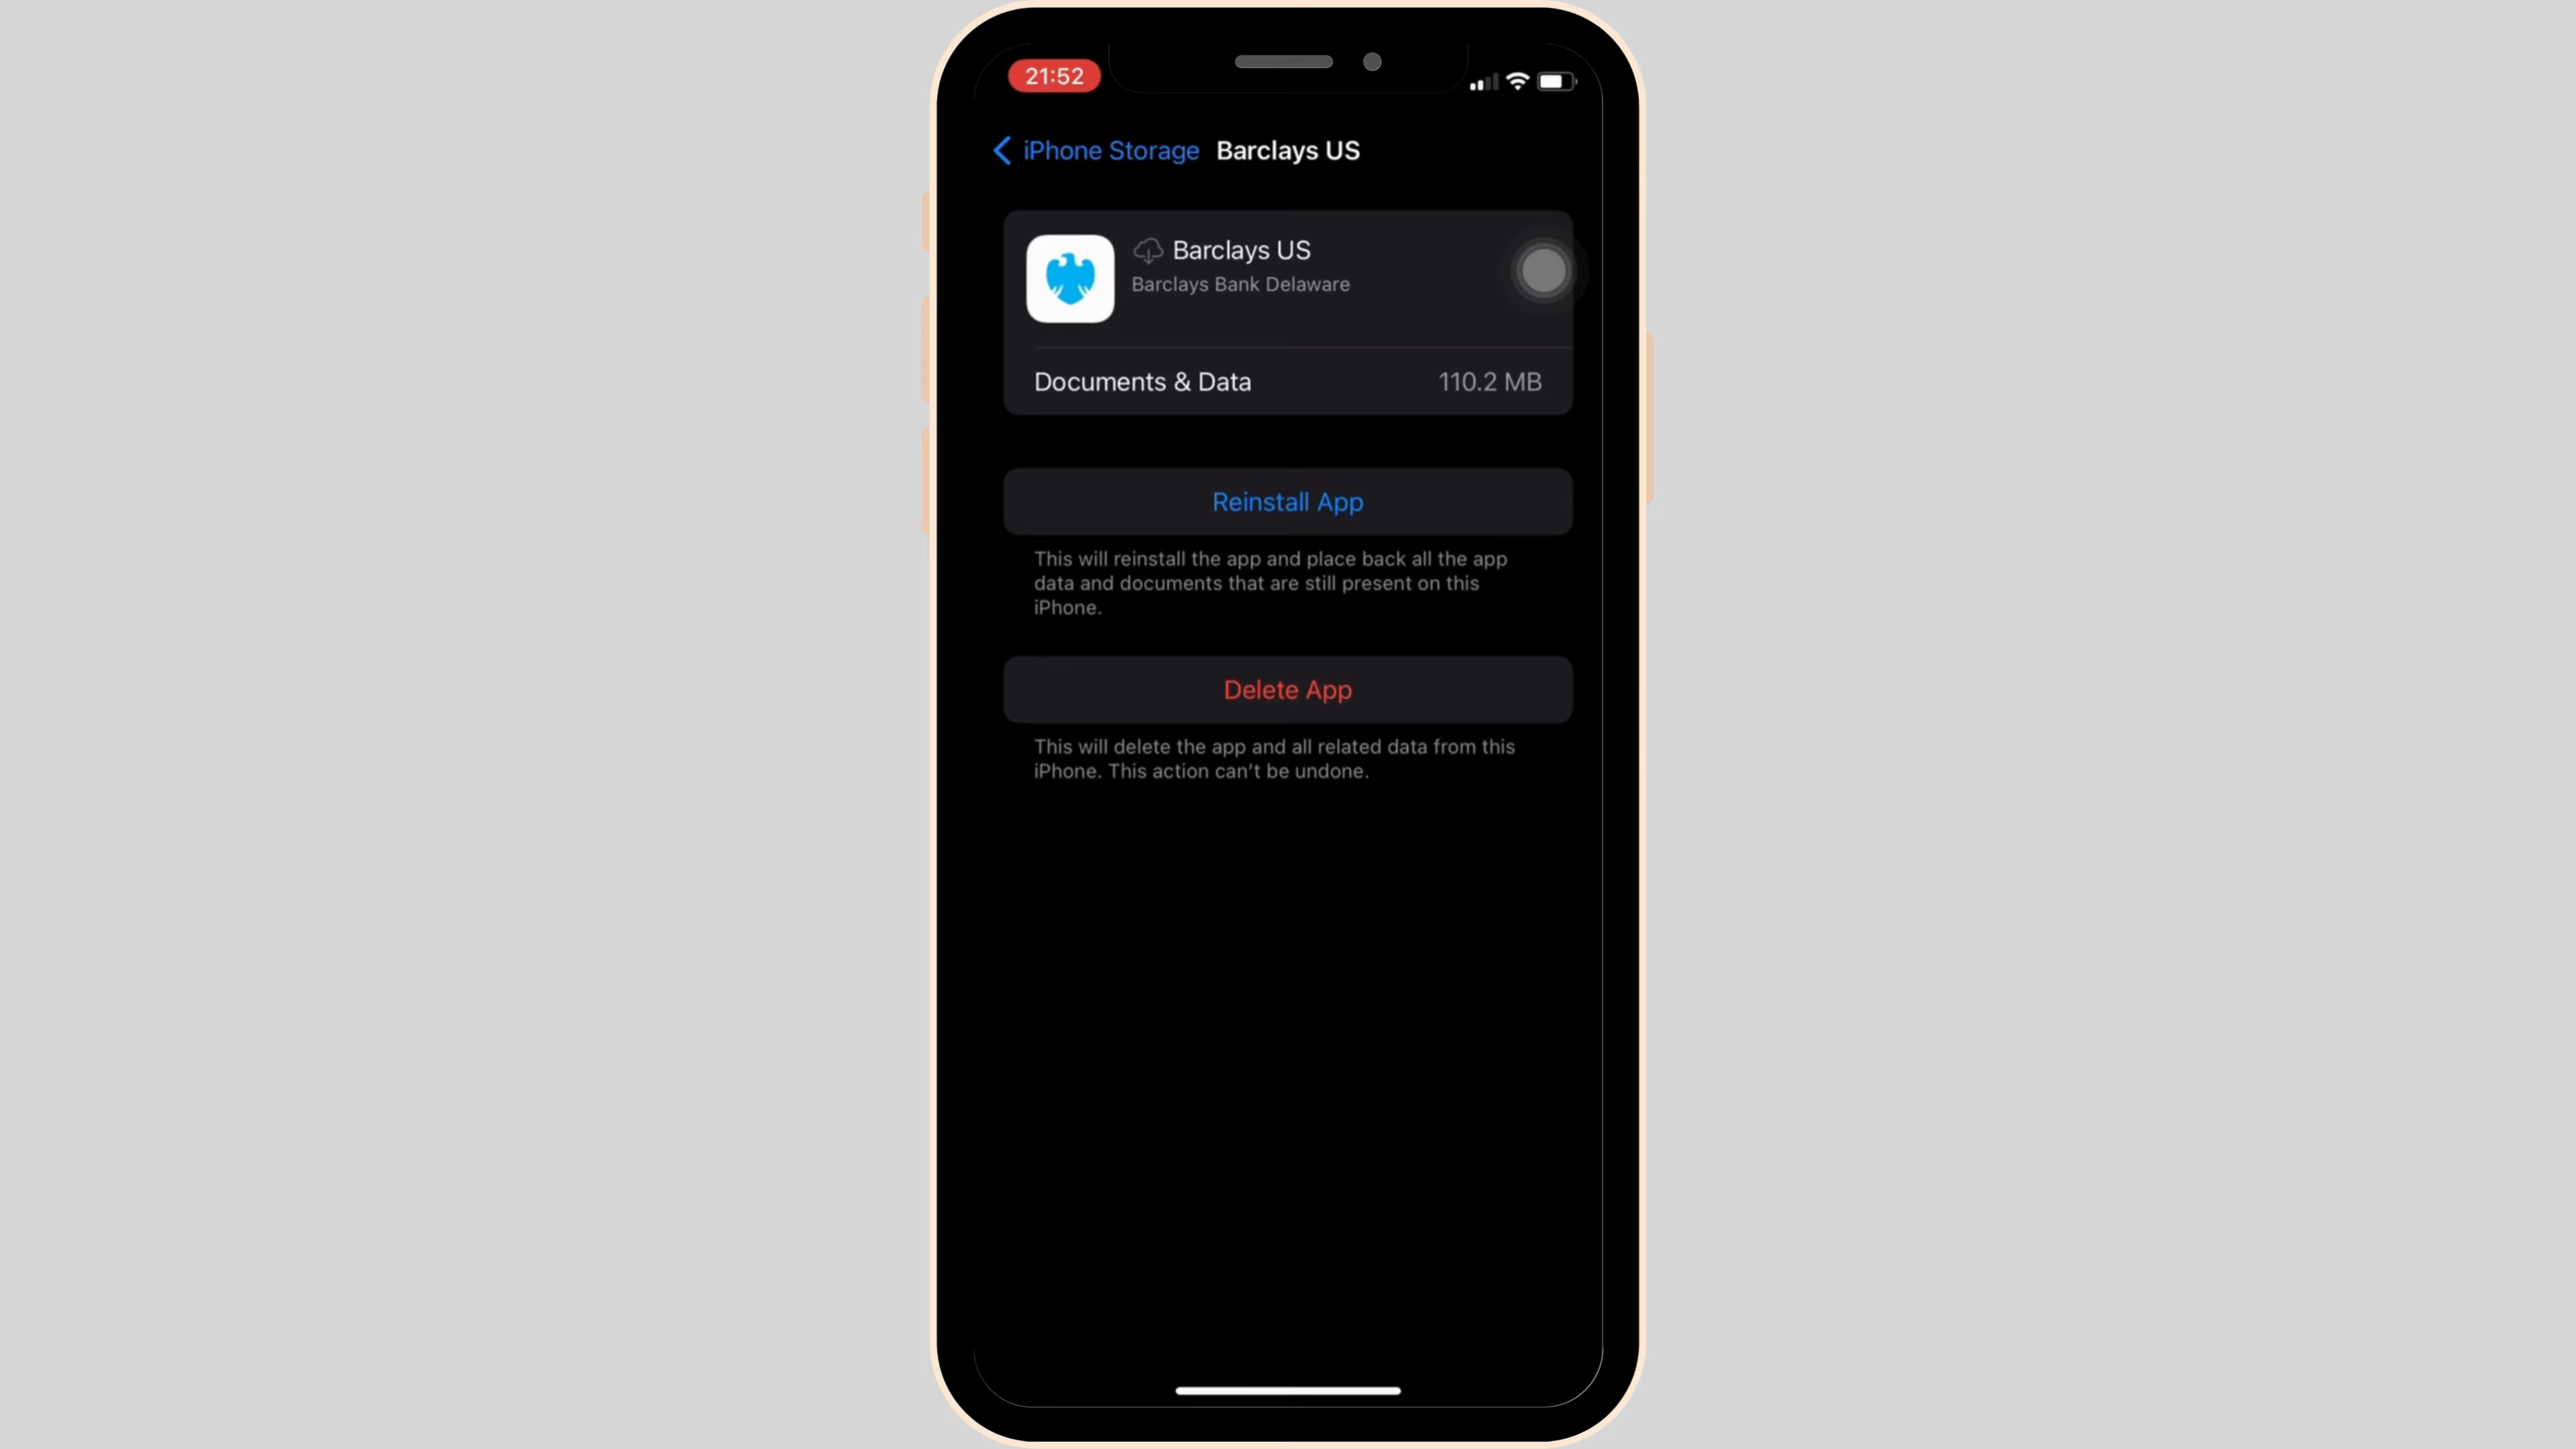 21:52
iPhone Storage Barclays US
Barclays US
Barclays Bank Delaware
Documents & Data 110.2 MB
Reinstall App
This will reinstall the app and place back all the app
data and documents that are still present on this
iPhone.
Delete App
This will delete the app and all related data from this
iPhone. This action can't be undone.